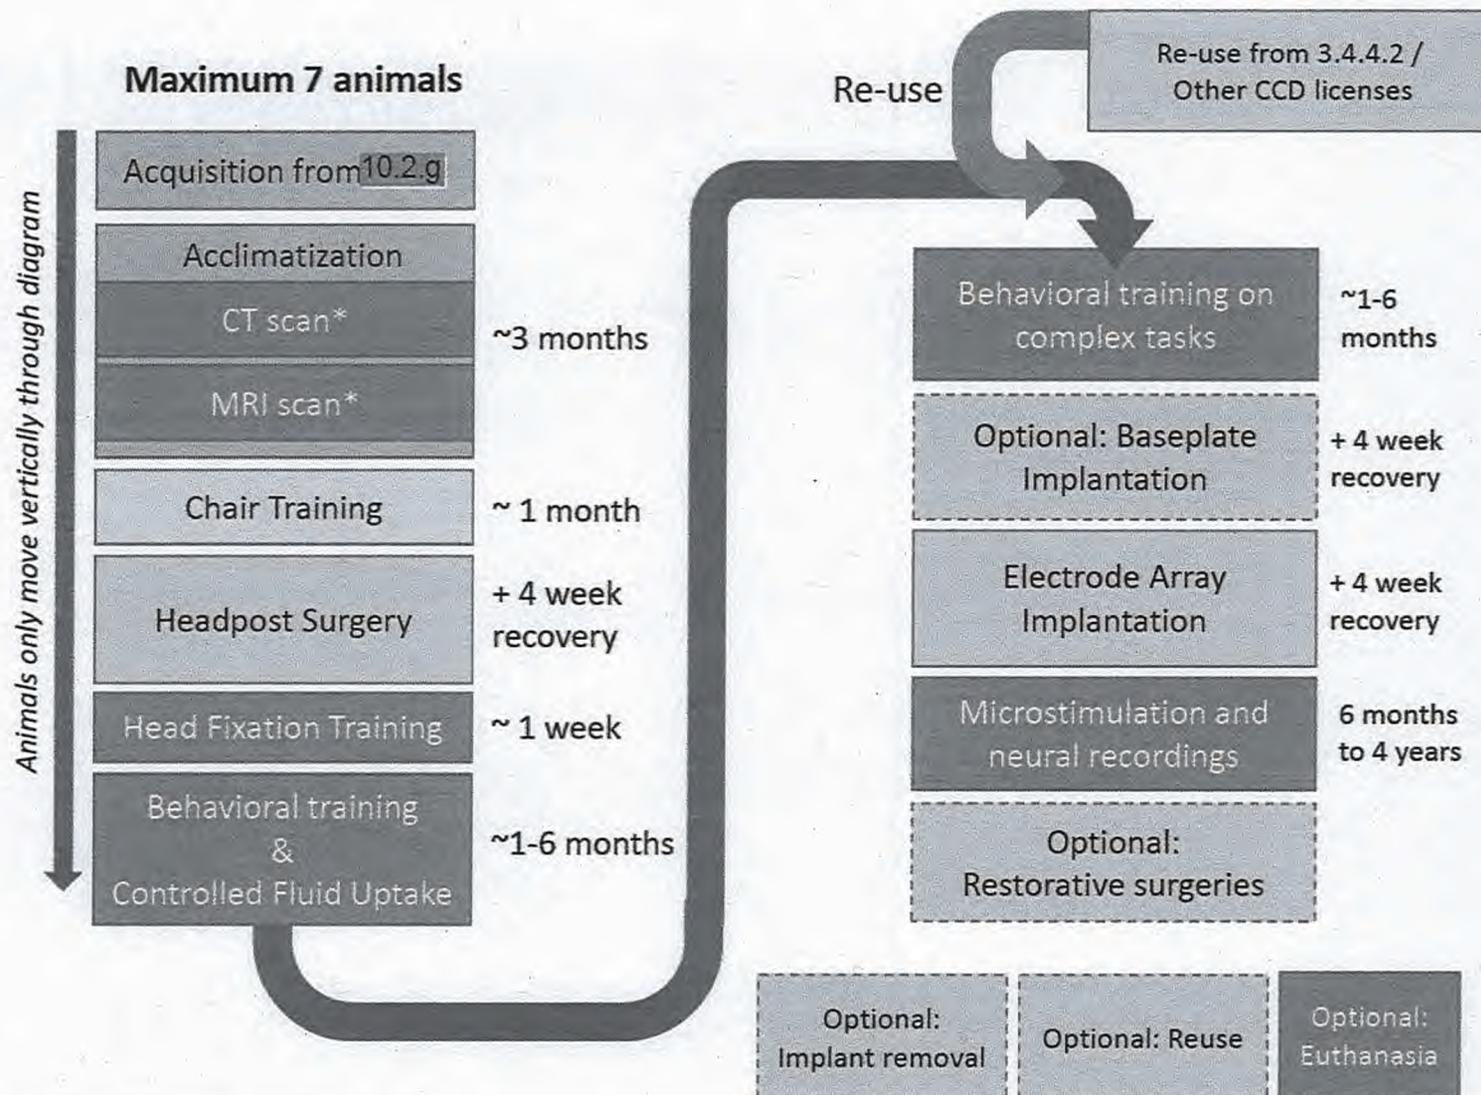 Maximum 7 animals
Animals only move vertically through diagram
Acquisition from 10.2.g
Acclimatization
CT scan*
MRI scan*
~3 months
Chair Training
~ 1 month
Headpost Surgery
+ 4 week
recovery
Head Fixation Training
~ 1 week
Behavioral training
&
Controlled Fluid Uptake
~1-6 months
Re-use
Re-use from 3.4.4.2 /
Other CCD licenses
Behavioral training on
complex tasks
~1-6
months
Optional: Baseplate
Implantation
+ 4 week
recovery
Electrode Array
Implantation
+ 4 week
recovery
Microstimulation and
neural recordings
6 months
to 4 years
Optional:
Restorative surgeries
Optional:
Implant removal
Optional: Reuse
Optional:
Euthanasia